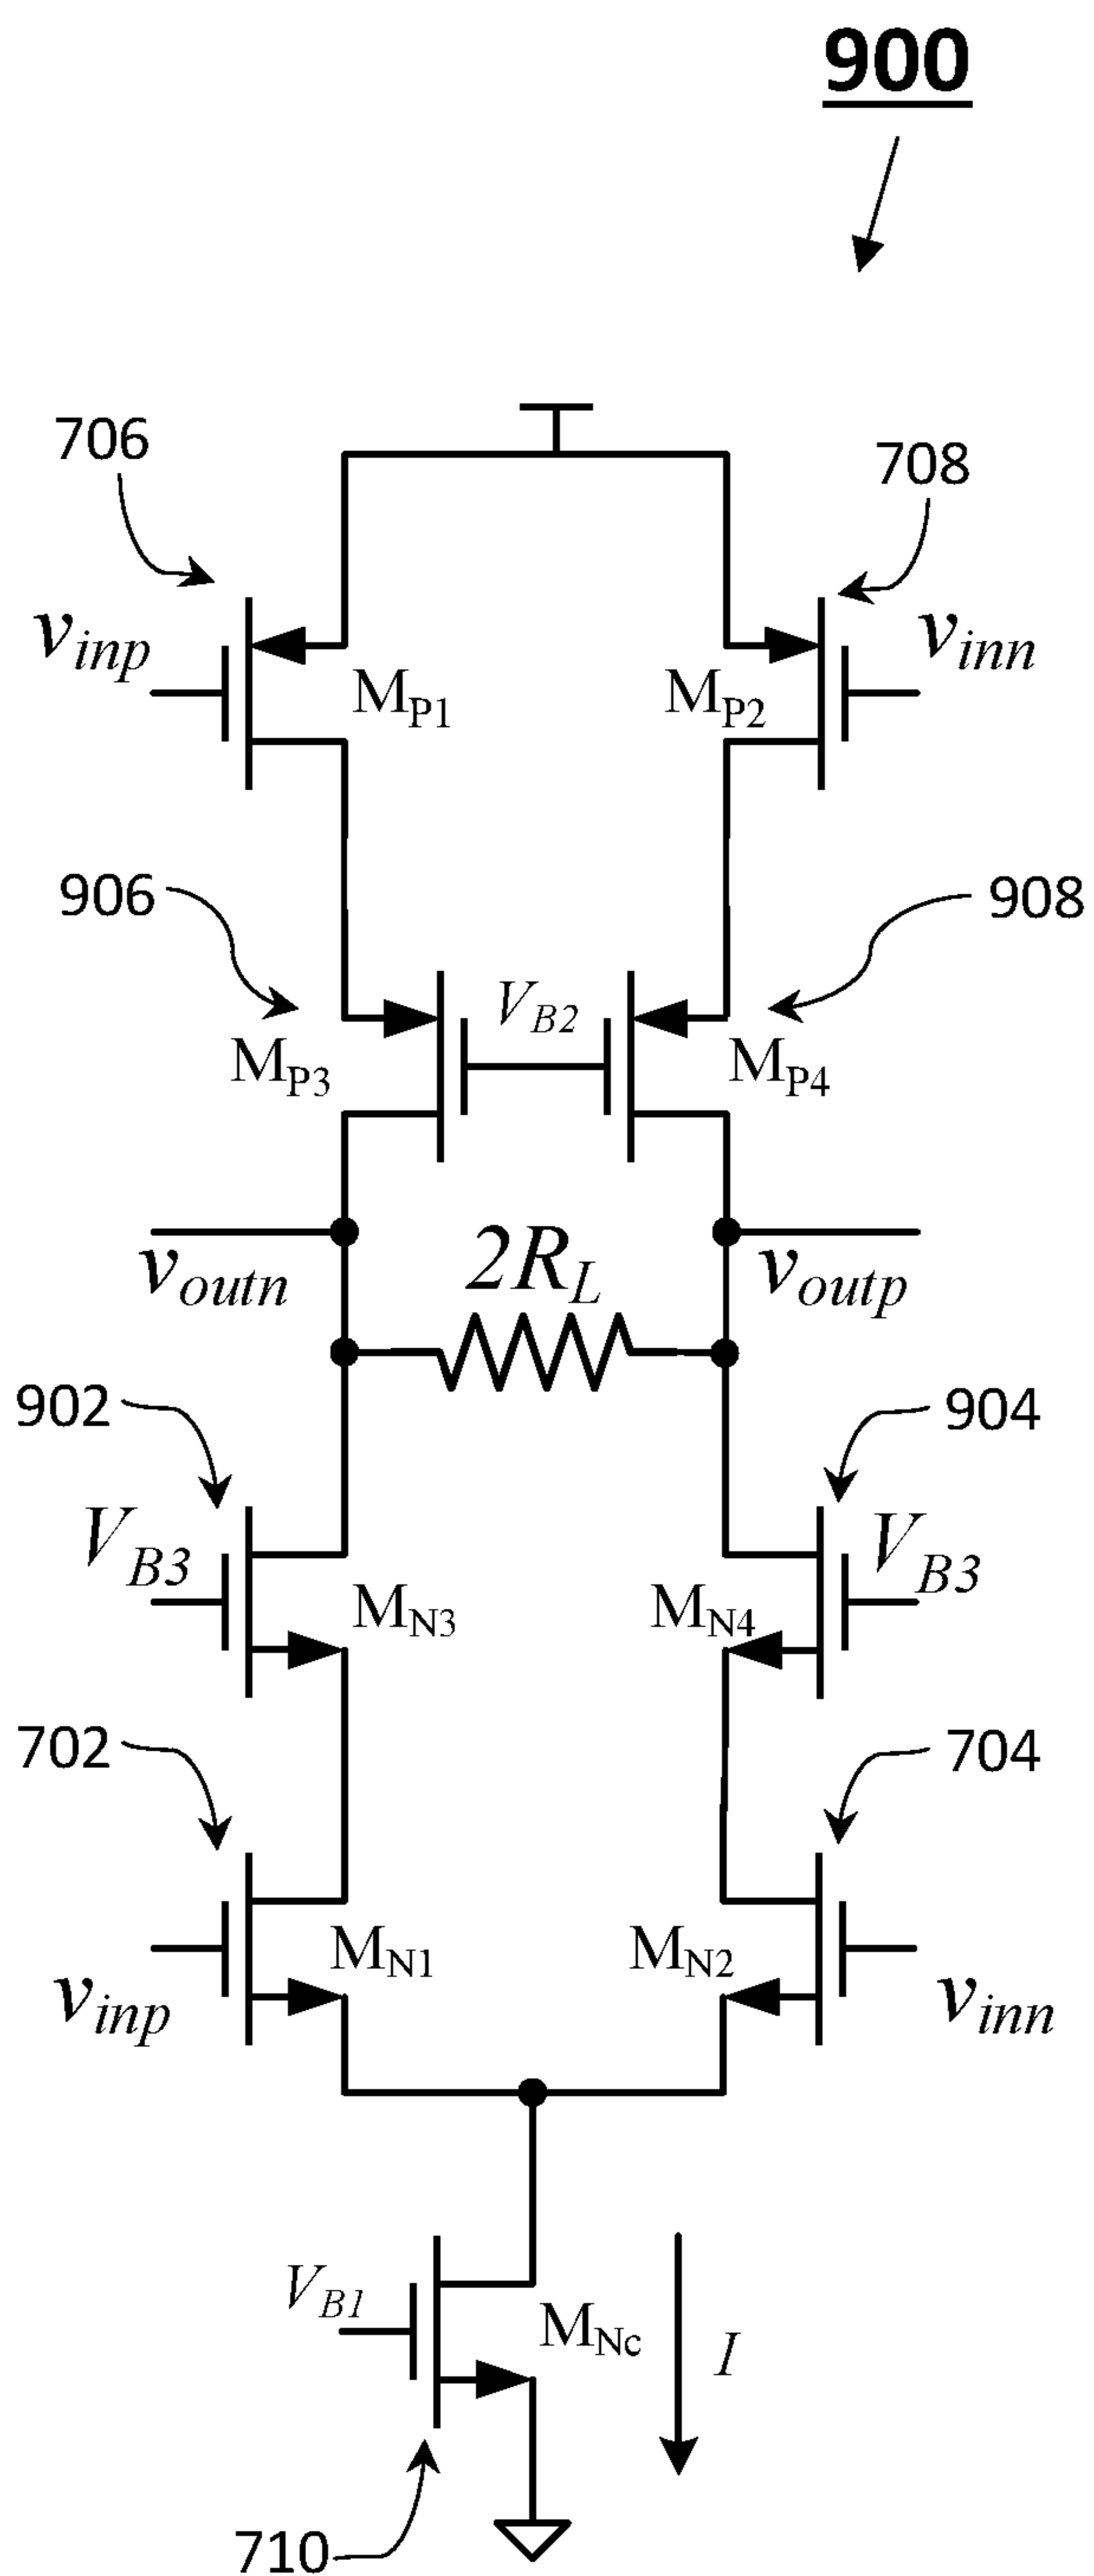 900
706
708
vinp
vinn
MP1
MP2
906
908
VB2
MP3
MP4
voutn
2RL
voutp
902
904
VB3
VB3
MN3
MN4
702
704
MN1
MN2
vinp
vinn
VB1
MNc
I
710